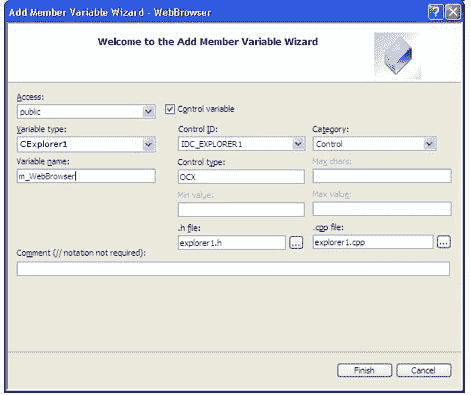 Add Member Variable Wizard - WebBrowser
Welcome to the Add Member Variable Wizard
Access:
public
Control variable
Variable type:
Control ID:
Category:
CExplorer1
IDC_EXPLORER1
Control
Variable name:
Control type:
Max chars:
m_WebBrowser
OCX
Min value:
Max value:
.h file:
.cpp file:
explorer1.h
...
explorer1.cpp
...
Comment (// notation not required):
Finish
Cancel